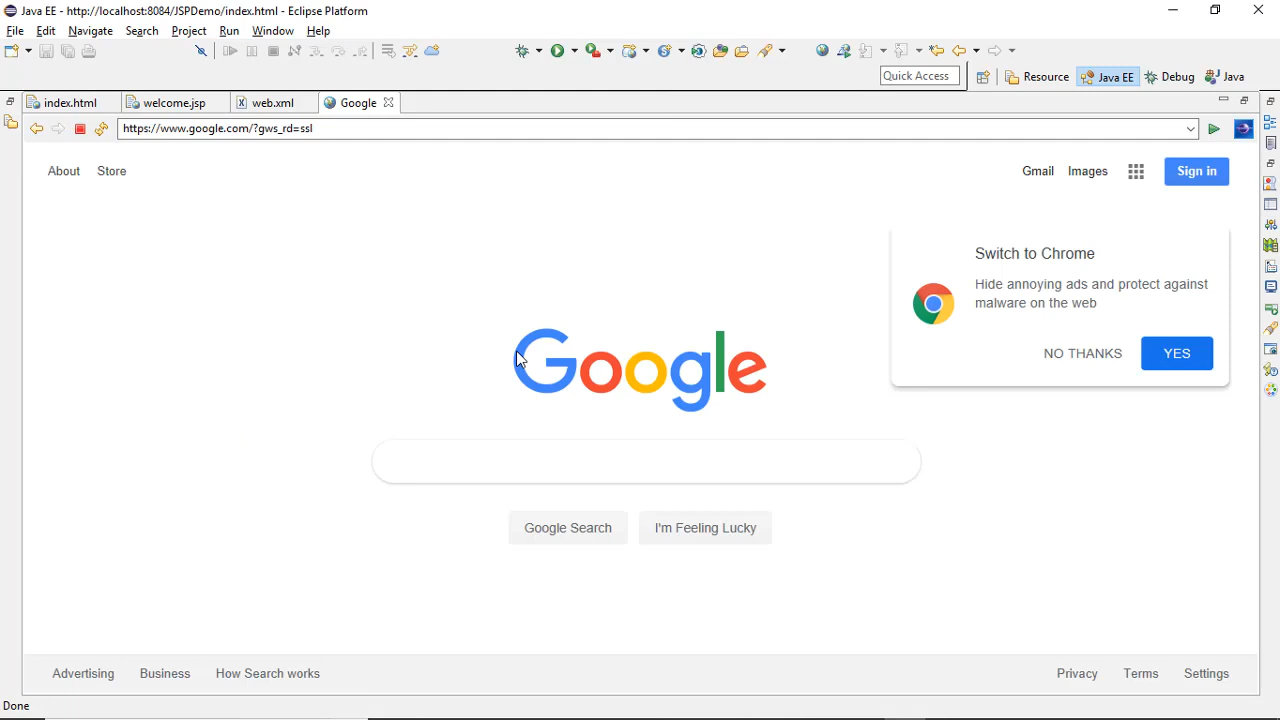 Java EE - http://localhost:8084/JSPDemo/index.html - Eclipse Platform
File Edit Navigate Search Project Run Window Help
Quick Access Resource Java EE Debug Java
index.html welcome.jsp web.xml Google
https://www.google.com/?gws_rd=ssl
About Store Gmail Images Sign in
Switch to Chrome
Hide annoying ads and protect against
malware on the web
NO THANKS YES
Google
Google Search I'm Feeling Lucky
Advertising Business How Search works Privacy Terms Settings
Done